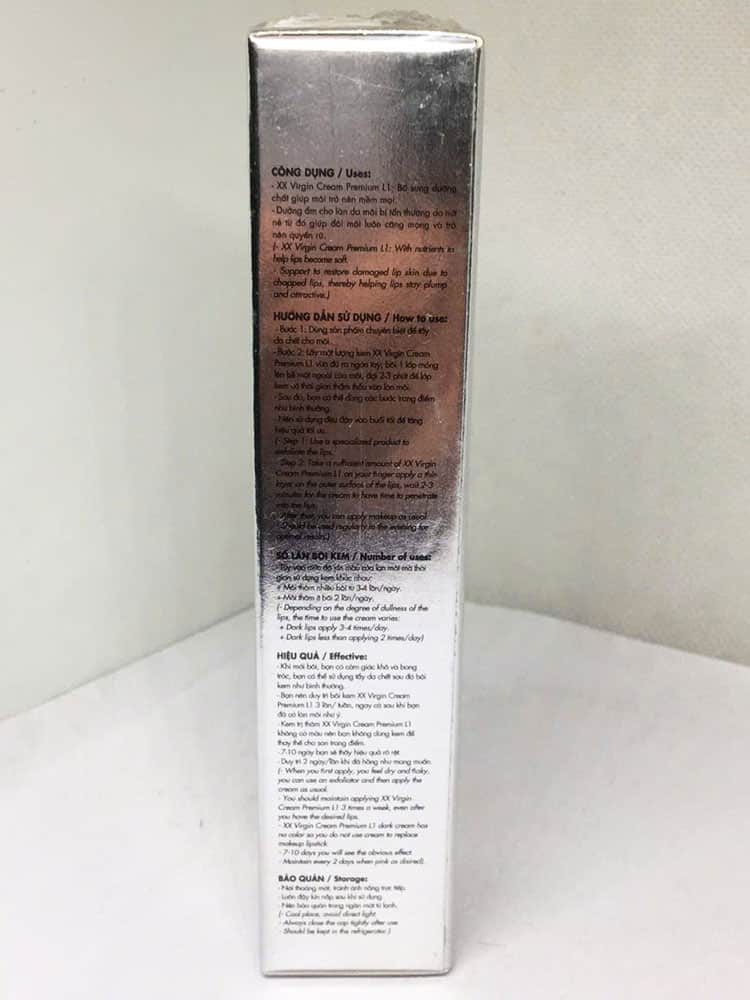 CÔNG DỤNG / Uses:
- XX Virgin Cream Premium L1: Bổ sung dưỡng
chất giúp môi trở nên mềm mại.
- Dưỡng ẩm cho làn da môi bị tổn thương do nứt
nẻ từ đó giúp đôi môi luôn căng mọng và trở
nên quyến rũ.
(- XX Virgin Cream Premium L1: With nutrients to
help lips become soft.
- Support to restore damaged lip skin due to
chapped lips, thereby helping lips stay plump
and attractive.)
HƯỚNG DẪN SỬ DỤNG / How to use:
- Bước 1: Dùng sản phẩm chuyên biệt để tẩy
da chết cho môi.
- Bước 2: Lấy một lượng kem XX Virgin Cream
Premium L1 vừa đủ ra ngón tay; bôi 1 lớp mỏng
lên bề mặt ngoài của môi, đợi 2-3 phút để lớp
kem có thời gian thẩm thấu vào làn môi.
- Sau đó, bạn có thể dùng các bước trang điểm
như bình thường.
- Nên sử dụng đều đặn vào buổi tối để tăng
hiệu quả tối ưu.
(- Step 1: Use a specialized product to
exfoliate the lips.
- Step 2: Take a sufficient amount of XX Virgin
Cream Premium L1 on your finger apply a thin
layer on the outer surface of the lips, wait 2-3
minutes for the cream to have time to penetrate
into the lips.
- After that, you can apply makeup as usual.
- Should be used regularly in the evening for
optimal results.)
SỐ LẦN BÔI KEM / Number of uses:
- Tùy vào mức độ xỉn màu của làn môi mà thời
gian sử dụng kem khác nhau:
+ Môi thâm nhiều bôi từ 3-4 lần/ngày.
+ Môi thâm ít bôi 2 lần/ngày.
(- Depending on the degree of dullness of the
lips, the time to use the cream varies:
+ Dark lips apply 3-4 times/day.
+ Dark lips less than applying 2 times/day)
HIỆU QUẢ / Effective:
- Khi mới bôi, bạn có cảm giác khô và bong
tróc, bạn có thể sử dụng tẩy da chết sau đó bôi
kem như bình thường.
- Bạn nên duy trì bôi kem XX Virgin Cream
Premium L1 3 lần/ tuần, ngay cả sau khi bạn
đã có làn môi như ý.
- Kem trị thâm XX Virgin Cream Premium L1
không có màu nên bạn không dùng kem để
thay thế cho son trang điểm.
- 7-10 ngày bạn sẽ thấy hiệu quả rõ rệt.
- Duy trì 2 ngày/lần khi đã hồng như mong muốn.
(- When you first apply, you feel dry and flaky,
you can use an exfoliator and then apply the
cream as usual.
- You should maintain applying XX Virgin
Cream Premium L1 3 times a week, even after
you have the desired lips.
- XX Virgin Cream Premium L1 dark cream has
no color so you do not use cream to replace
makeup lipstick.
- 7-10 days you will see the obvious effect.
- Maintain every 2 days when pink as disired).
BẢO QUẢN / Storage:
- Nơi thoáng mát, tránh ánh nắng trực tiếp.
- Luôn đậy kín nắp sau khi sử dụng.
- Nên bảo quản trong ngăn mát tủ lạnh.
(- Cool place, avoid direct light.
- Always close the cap tightly after use.
- Should be kept in the refrigerator.)